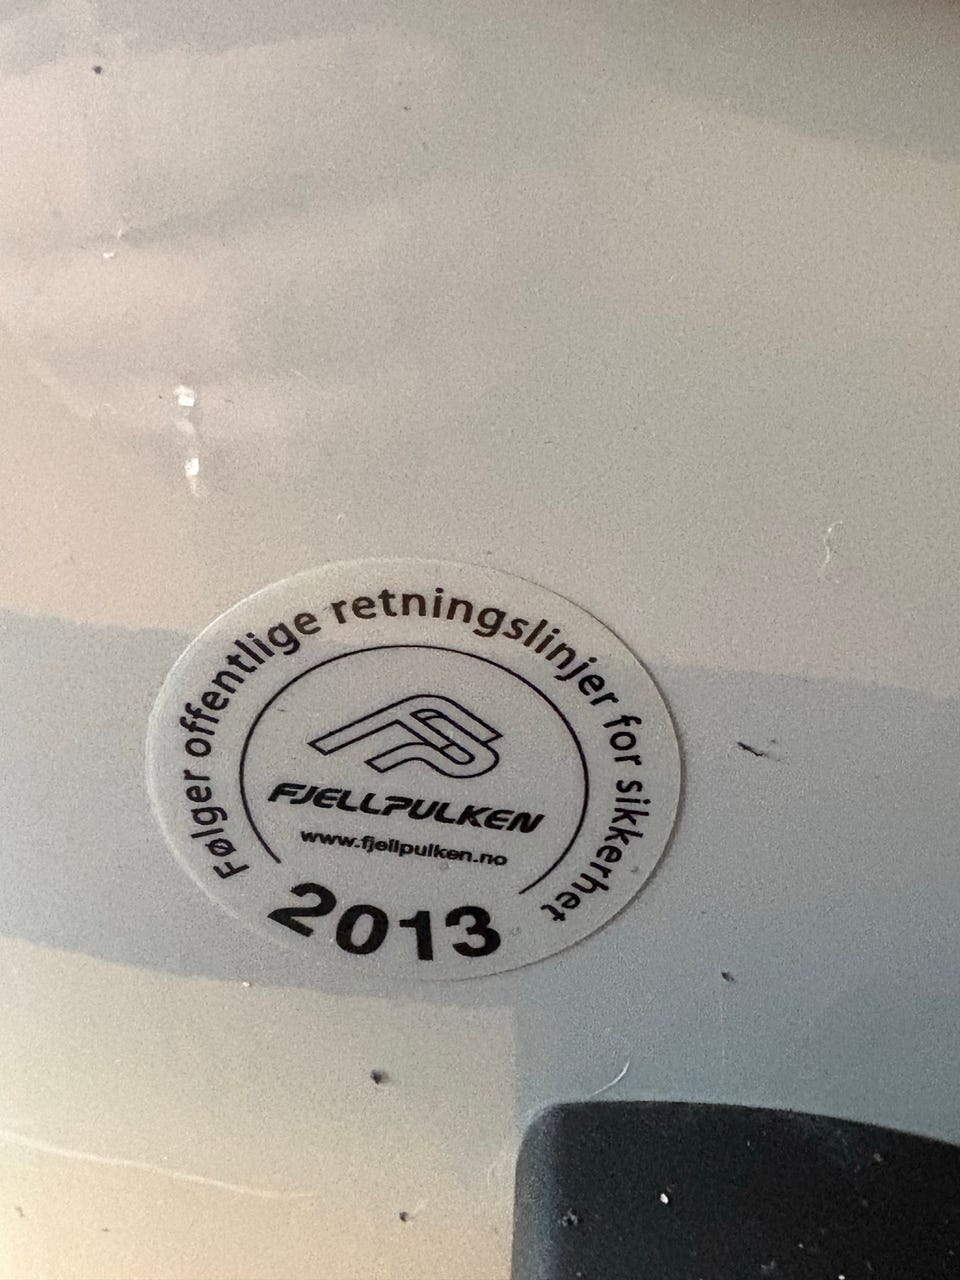 Følger offentlige retningslinjer for sikkerhet
FJELLPULKEN
www.fjellpulken.no
2013